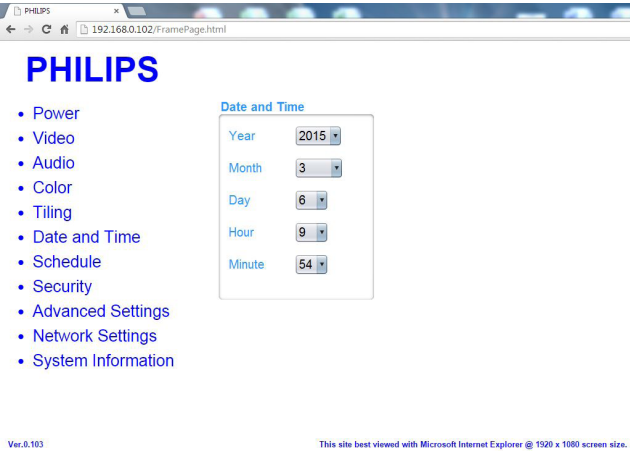 PHILIPS
192.168.0.102/FramePage.html
PHILIPS
• Power
• Video
• Audio
• Color
• Tiling
• Date and Time
• Schedule
• Security
• Advanced Settings
• Network Settings
• System Information
Date and Time
Year 2015
Month 3
Day 6
Hour 9
Minute 54
Ver.0.103
This site best viewed with Microsoft Internet Explorer @ 1920 x 1080 screen size.